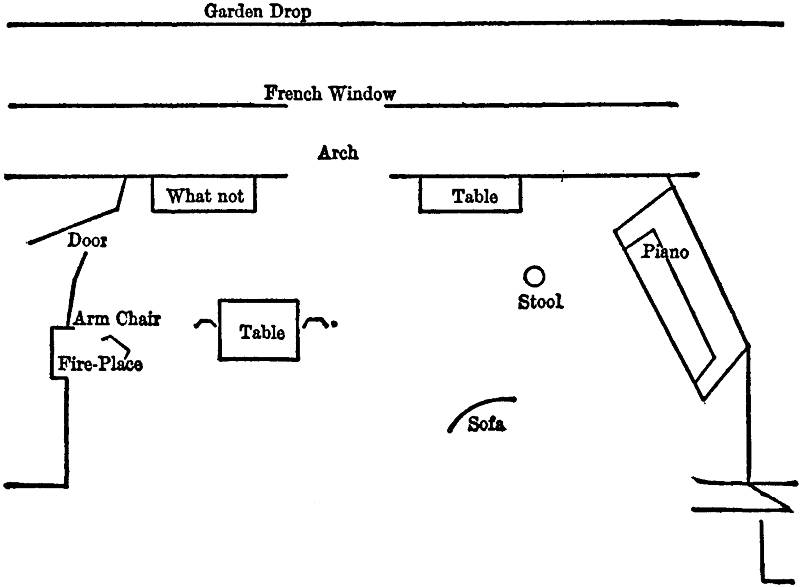 Garden Drop
French Window
Arch
What not
Table
Door
Piano
Stool
Arm Chair
Table
Fire-Place
Sofa